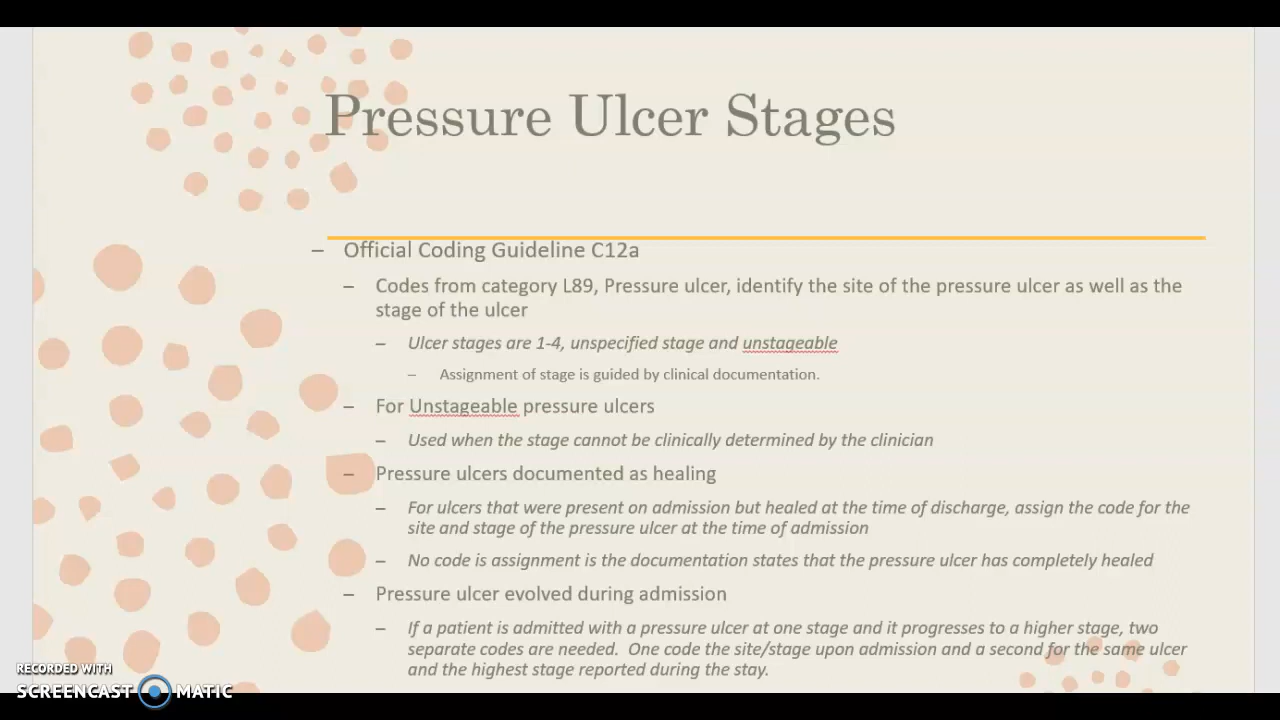 Pressure Ulcer Stages
– Official Coding Guideline C12a
– Codes from category L89, Pressure ulcer, identify the site of the pressure ulcer as well as the
stage of the ulcer
– Ulcer stages are 1-4, unspecified stage and unstageable
– Assignment of stage is guided by clinical documentation.
– For Unstageable pressure ulcers
– Used when the stage cannot be clinically determined by the clinician
– Pressure ulcers documented as healing
– For ulcers that were present on admission but healed at the time of discharge, assign the code for the
site and stage of the pressure ulcer at the time of admission
– No code is assignment is the documentation states that the pressure ulcer has completely healed
– Pressure ulcer evolved during admission
– If a patient is admitted with a pressure ulcer at one stage and it progresses to a higher stage, two
separate codes are needed.  One code the site/stage upon admission and a second for the same ulcer
and the highest stage reported during the stay.
RECORDED WITH
SCREENCAST MATIC